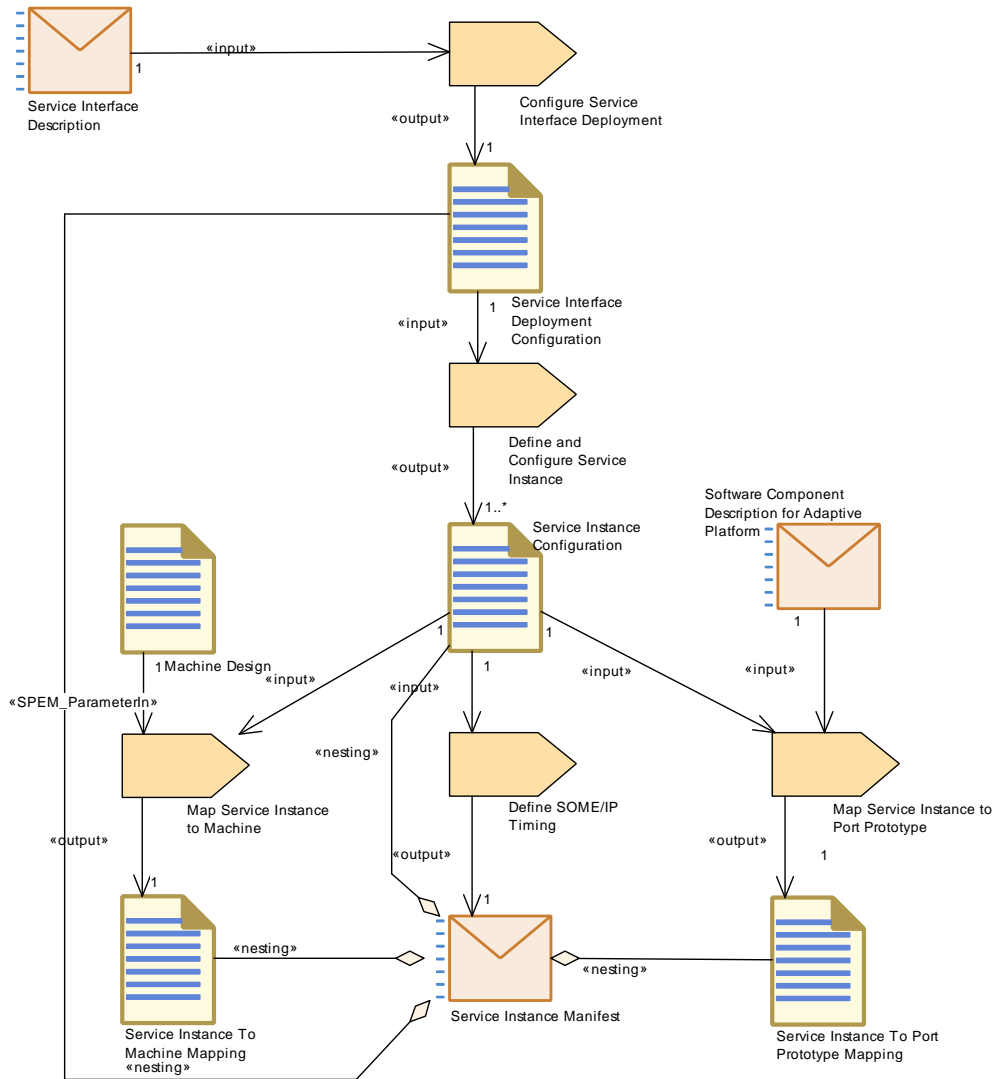 «input»
1
Service Interface
Description
Configure Service
Interface Deployment
«output»
1
Service Interface
Deployment
Configuration
1
«input»
Define and
Configure Service
Instance
«output»
1..*
Service Instance
Configuration
Software Component
Description for Adaptive
Platform
1
1
1
1
1
Machine Design
«input»
«input»
«input»
«input»
«SPEM_ParameterIn»
«nesting»
Map Service Instance
to Machine
Define SOME/IP
Timing
Map Service Instance to
Port Prototype
«output»
«output»
«output»
1
1
1
«nesting»
«nesting»
Service Instance Manifest
Service Instance To
Machine Mapping
«nesting»
Service Instance To Port
Prototype Mapping